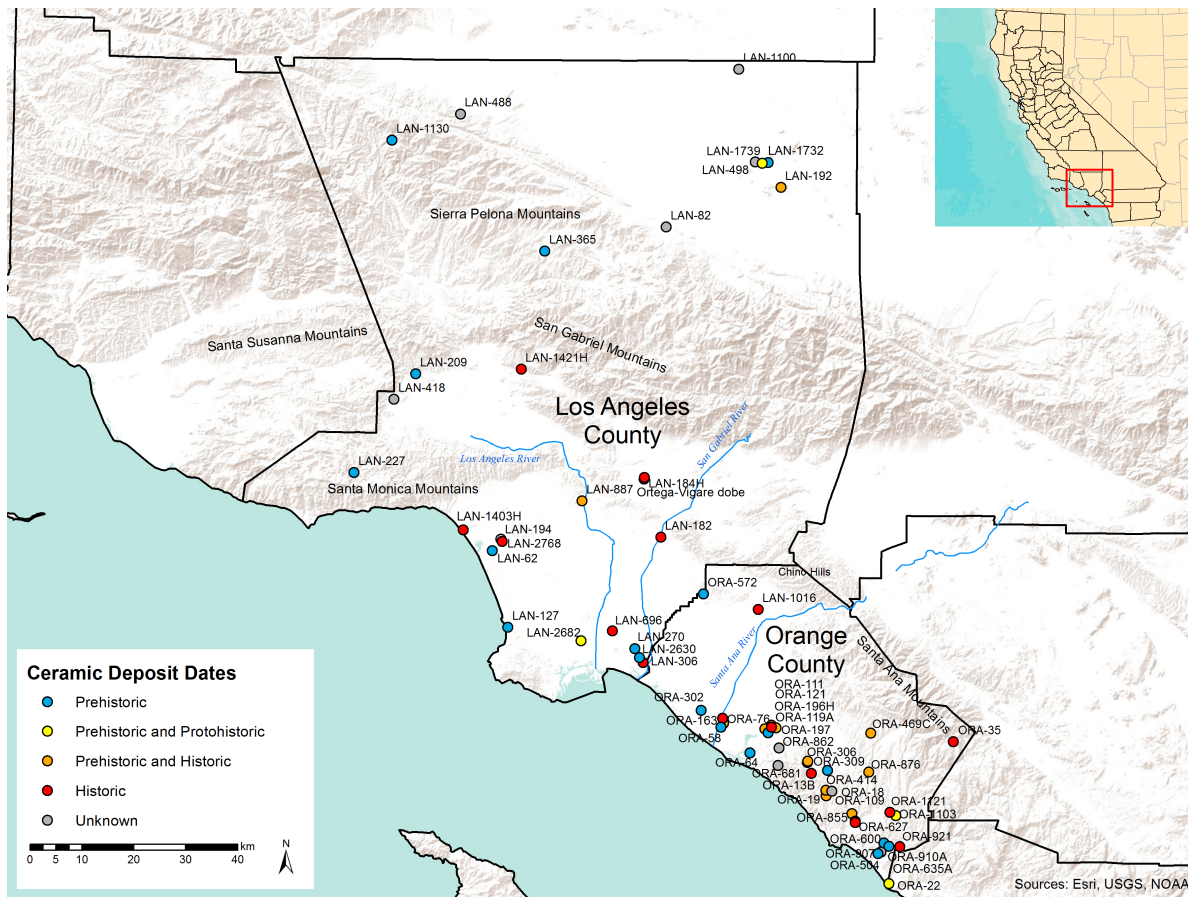 LAN-1100
LAN-488
LAN-1130
LAN-1739
LAN-1732
LAN-498
LAN-192
Sierra Pelona Mountains
LAN-82
LAN-365
Santa Susanna Mountains
San Gabriel Mountains
LAN-209
LAN-1421H
LAN-418
Los Angeles
County
San Gabriel River
Los Angeles River
LAN-227
Santa Monica Mountains
LAN-887
LAN-184H
Ortega-Vigare dobe
LAN-1403H
LAN-194
LAN-2768
LAN-62
LAN-182
Chino Hills
ORA-572
LAN-1016
LAN-127
LAN-2682
LAN-696
LAN-270
LAN-2630
LAN-306
Santa Ana River
Orange
County
Santa Ana Mountains
ORA-111
ORA-121
ORA-196H
ORA-119A
ORA-197
ORA-302
ORA-163
ORA-76
ORA-58
ORA-862
ORA-64
ORA-681
ORA-306
ORA-309
ORA-469C
ORA-35
ORA-876
ORA-13B
ORA-414
ORA-18
ORA-19
ORA-109
ORA-855
ORA-1121
ORA-1103
ORA-627
ORA-600
ORA-921
ORA-907
ORA-910A
ORA-504
ORA-635A
ORA-22
Ceramic Deposit Dates
Prehistoric
Prehistoric and Protohistoric
Prehistoric and Historic
Historic
Unknown
0 5 10 20 30 40
km
N
Sources: Esri, USGS, NOAA